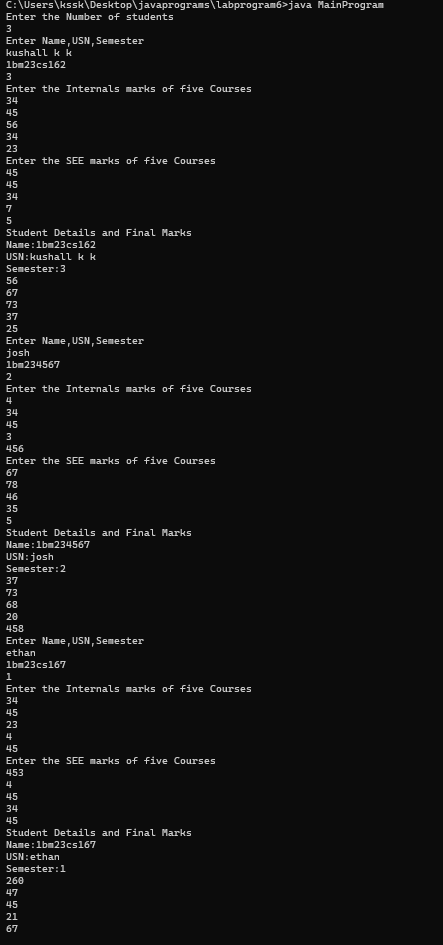 C:\Users\kssk\Desktop\javaprograms\labprogram6>java MainProgram
Enter the Number of students
3
Enter Name,USN,Semester
kushall k k
1bm23cs162
3
Enter the Internals marks of five Courses
34
45
56
34
23
Enter the SEE marks of five Courses
45
45
34
7
5
Student Details and Final Marks
Name:1bm23cs162
USN:kushall k k
Semester:3
56
67
73
37
25
Enter Name,USN,Semester
josh
1bm234567
2
Enter the Internals marks of five Courses
4
34
45
3
456
Enter the SEE marks of five Courses
67
78
46
35
5
Student Details and Final Marks
Name:1bm234567
USN:josh
Semester:2
37
73
68
20
458
Enter Name,USN,Semester
ethan
1bm23cs167
1
Enter the Internals marks of five Courses
34
45
23
4
45
Enter the SEE marks of five Courses
453
4
45
34
45
Student Details and Final Marks
Name:1bm23cs167
USN:ethan
Semester:1
260
47
45
21
67